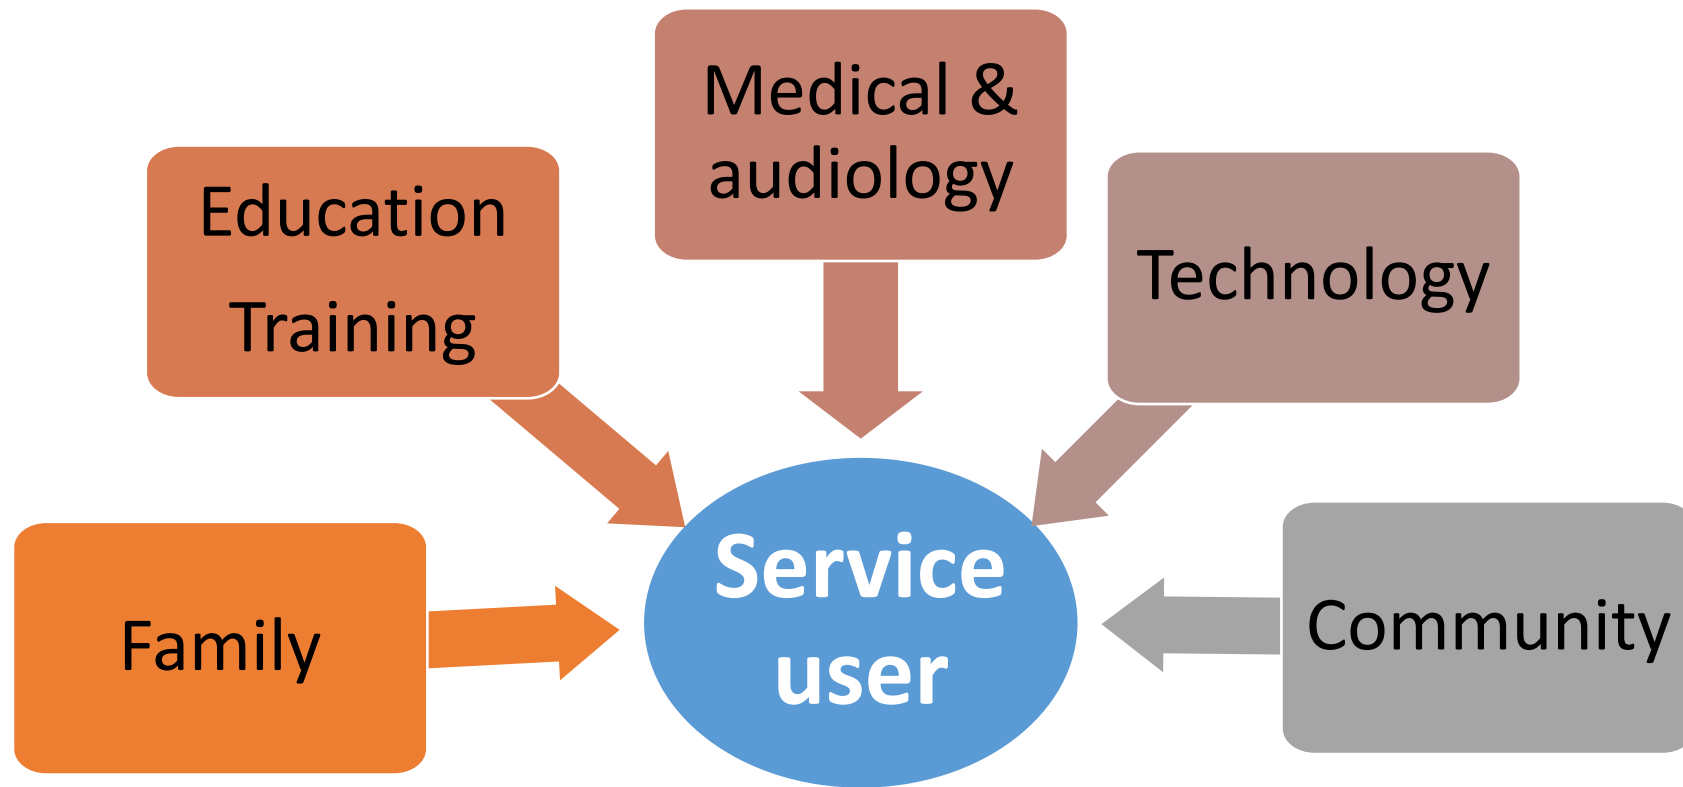 Medical &
audiology
Education
Training
Technology
Family
Service
user
Community